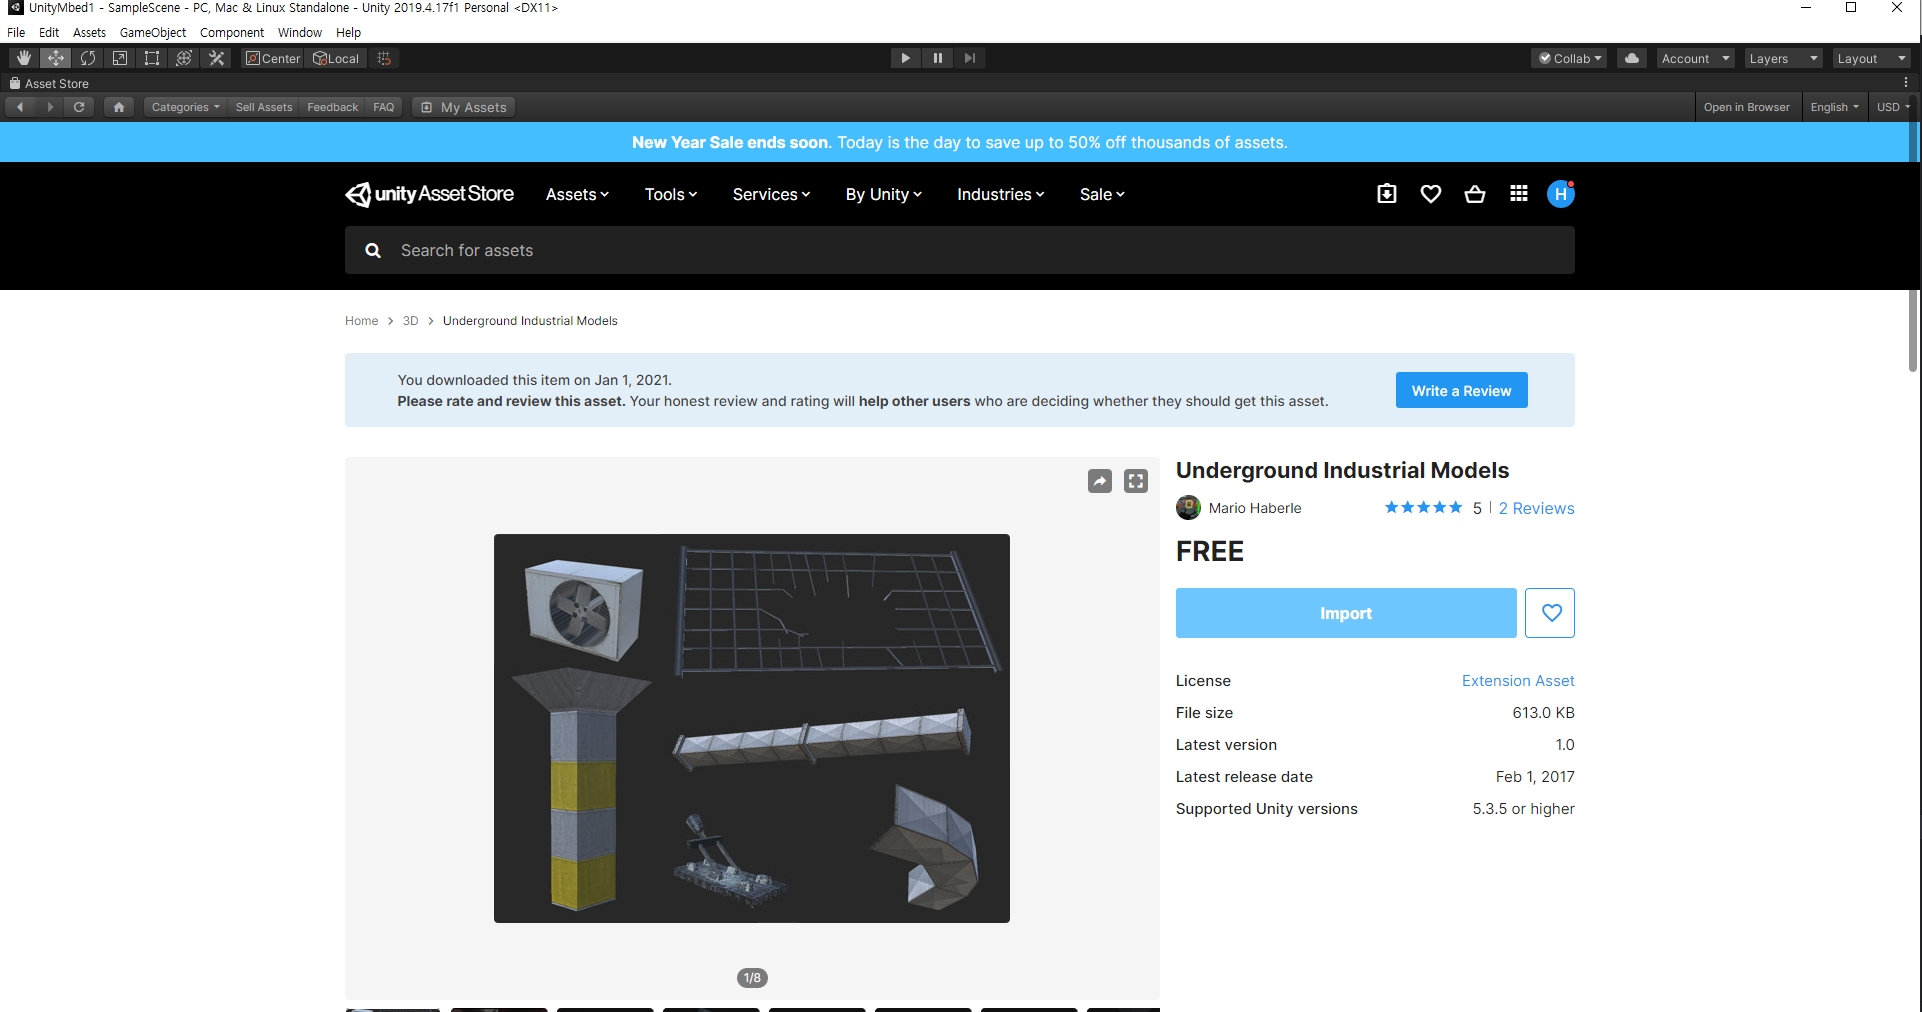 UnityMbed1 - SampleScene - PC, Mac & Linux Standalone - Unity 2019.4.17f1 Personal <DX11>
File Edit Assets GameObject Component Window Help
Center Local Collab Account Layers Layout
Asset Store
Categories Sell Assets Feedback FAQ My Assets Open in Browser English USD
New Year Sale ends soon. Today is the day to save up to 50% off thousands of assets.
unity Asset Store Assets Tools Services By Unity Industries Sale H
Search for assets
Home > 3D > Underground Industrial Models
You downloaded this item on Jan 1, 2021.
Please rate and review this asset. Your honest review and rating will help other users who are deciding whether they should get this asset.
Write a Review
Underground Industrial Models
Mario Haberle 5 | 2 Reviews
FREE
Import
License Extension Asset
File size 613.0 KB
Latest version 1.0
Latest release date Feb 1, 2017
Supported Unity versions 5.3.5 or higher
1/8